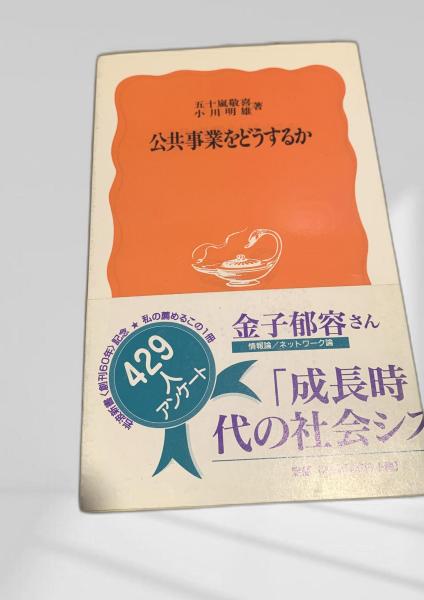 五十嵐敬喜
小川明雄 著
公共事業をどうするか
岩波新書〈創刊60年〉記念★私の薦めるこの1冊
429
人
アンケート
金子郁容さん
情報論／ネットワーク論
「成長時
代の社会シス